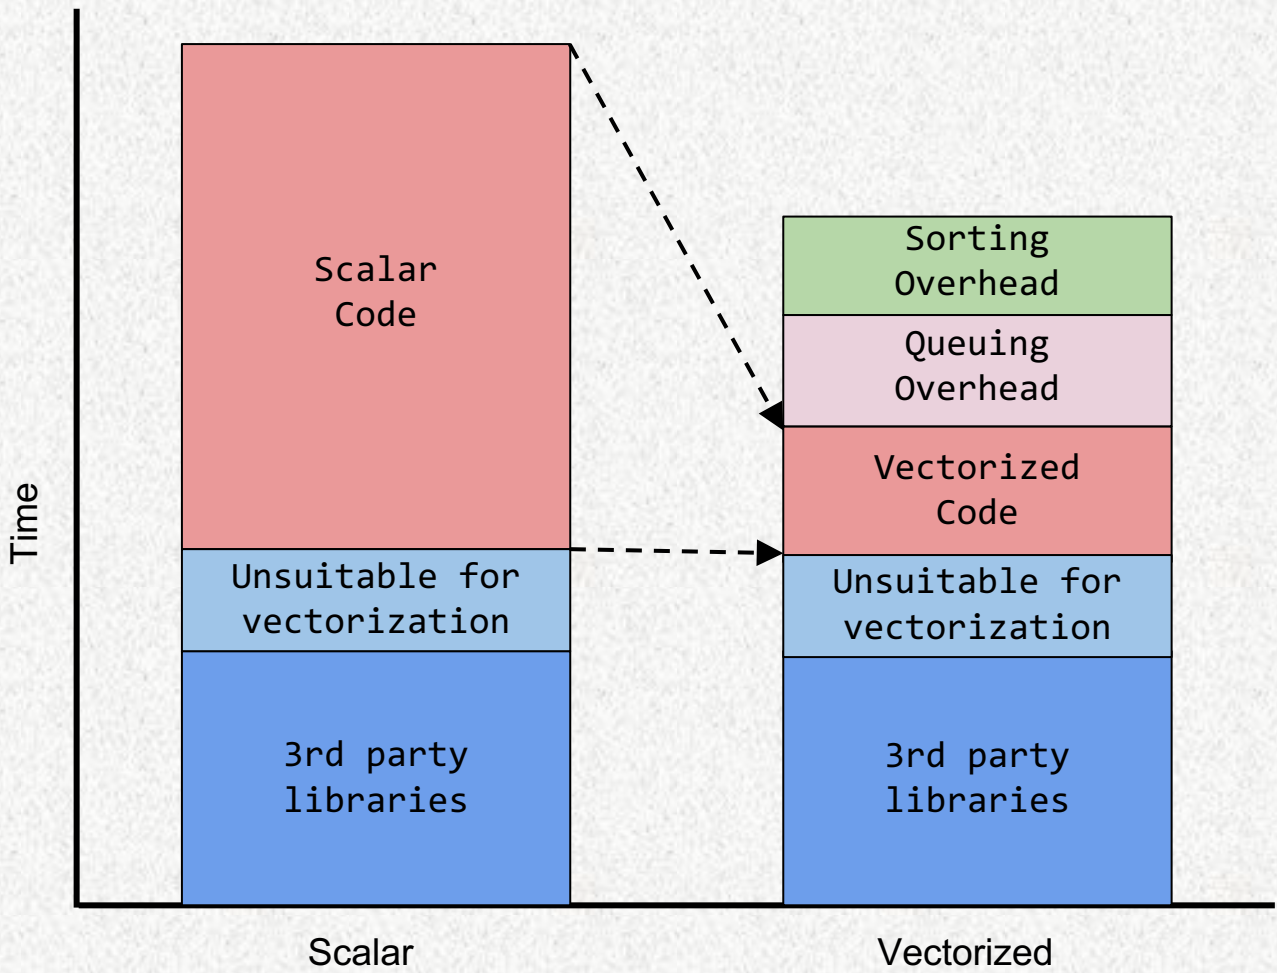 Time
Scalar
Code
Unsuitable for
vectorization
3rd party
libraries
Scalar
Sorting
Overhead
Queuing
Overhead
Vectorized
Code
Unsuitable for
vectorization
3rd party
libraries
Vectorized